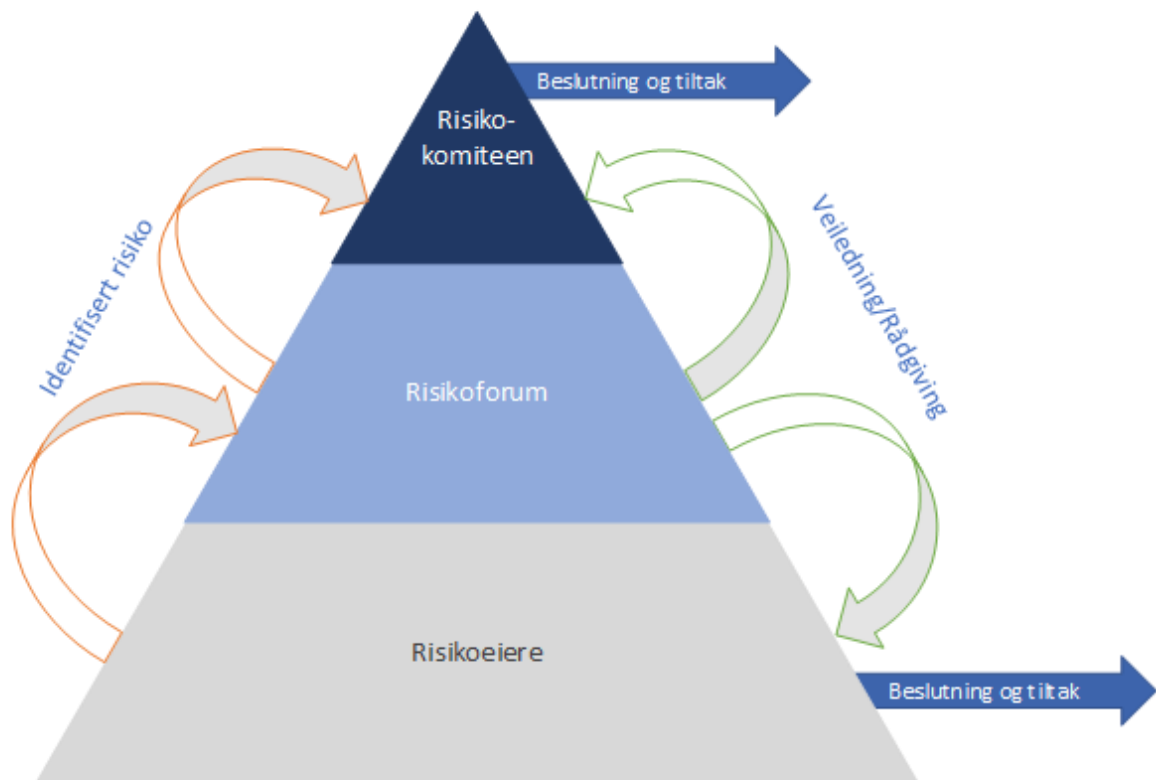 Beslutning og tiltak
Risiko-
komiteen
Identifisert risiko
Veiledning/Rådgiving
Risikoforum
Risikoeiere
Beslutning og tiltak